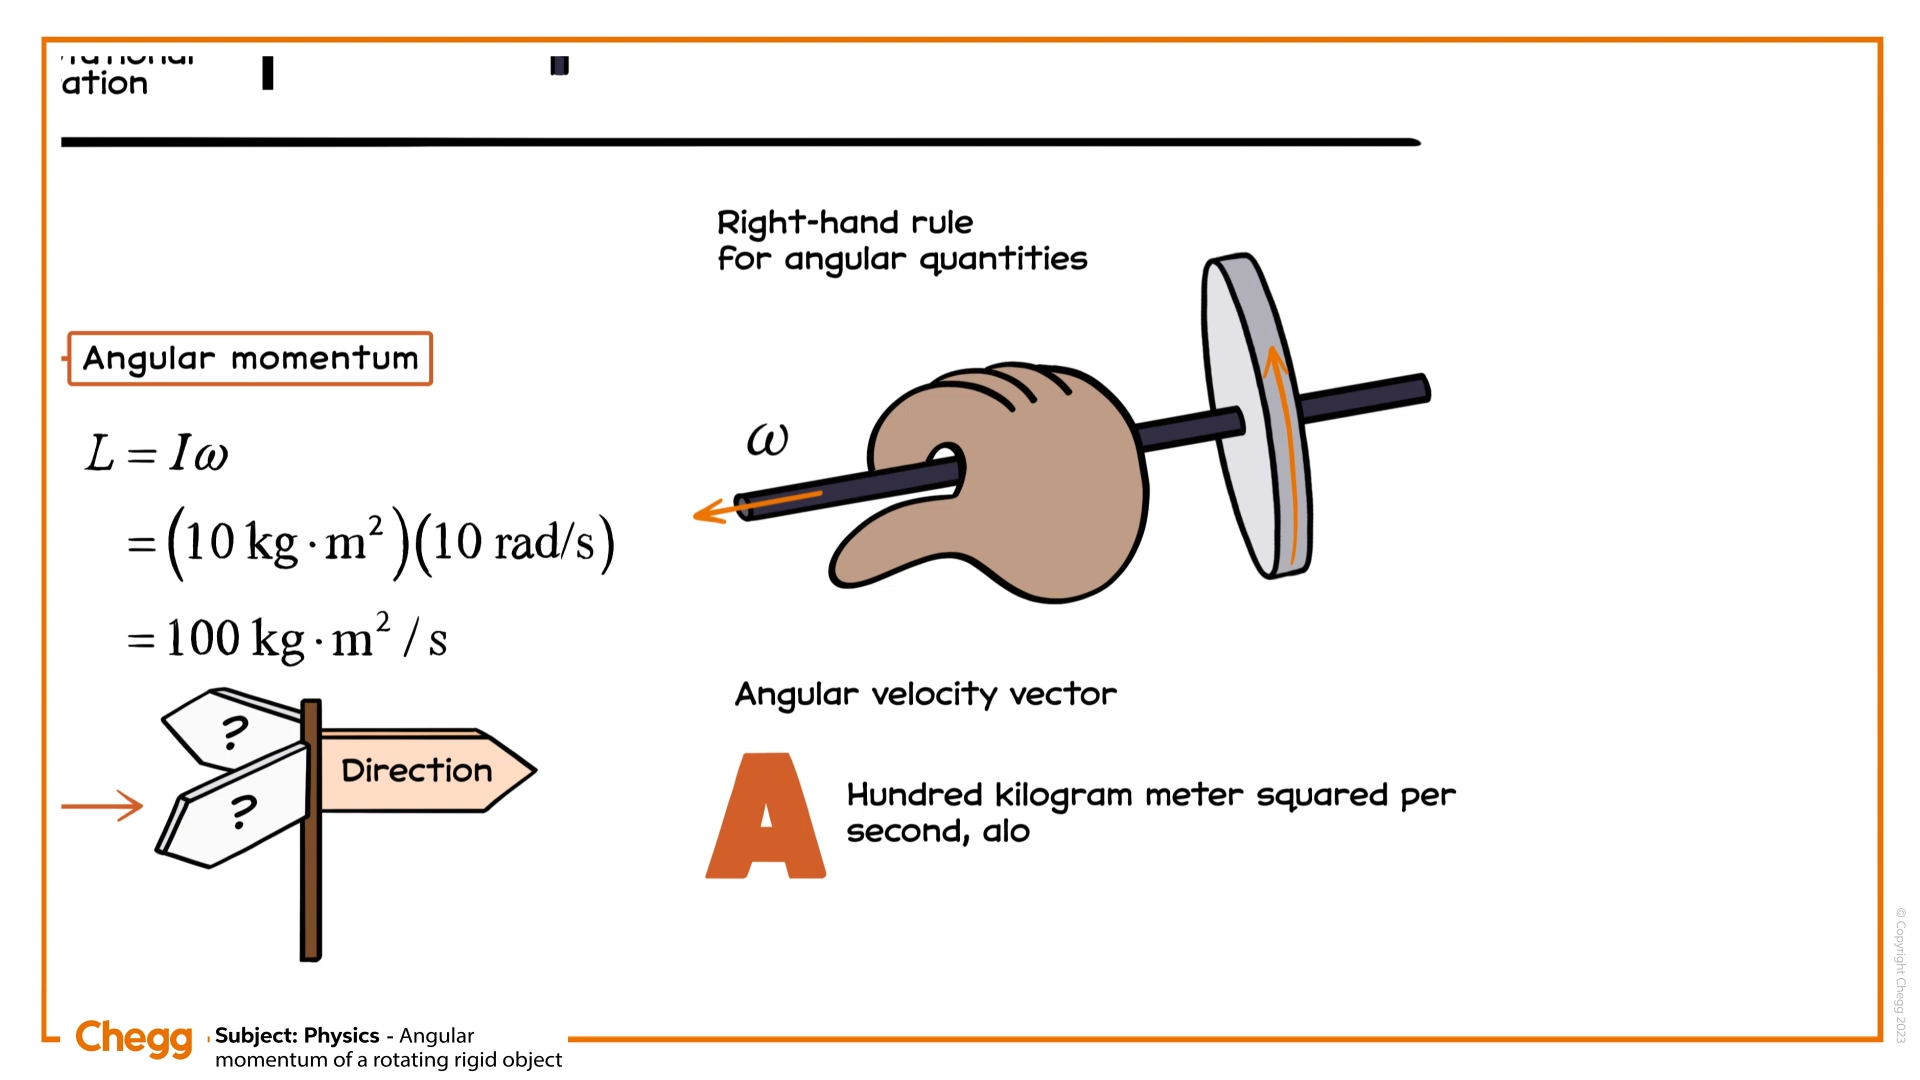 ation
Right-hand rule
for angular quantities
Angular momentum
L = Iω
= (10 kg · m²)(10 rad/s)
= 100 kg · m² / s
ω
?
?
Direction
Angular velocity vector
A
Hundred kilogram meter squared per
second, alo
Chegg
Subject: Physics - Angular
momentum of a rotating rigid object
© Copyright Chegg 2023